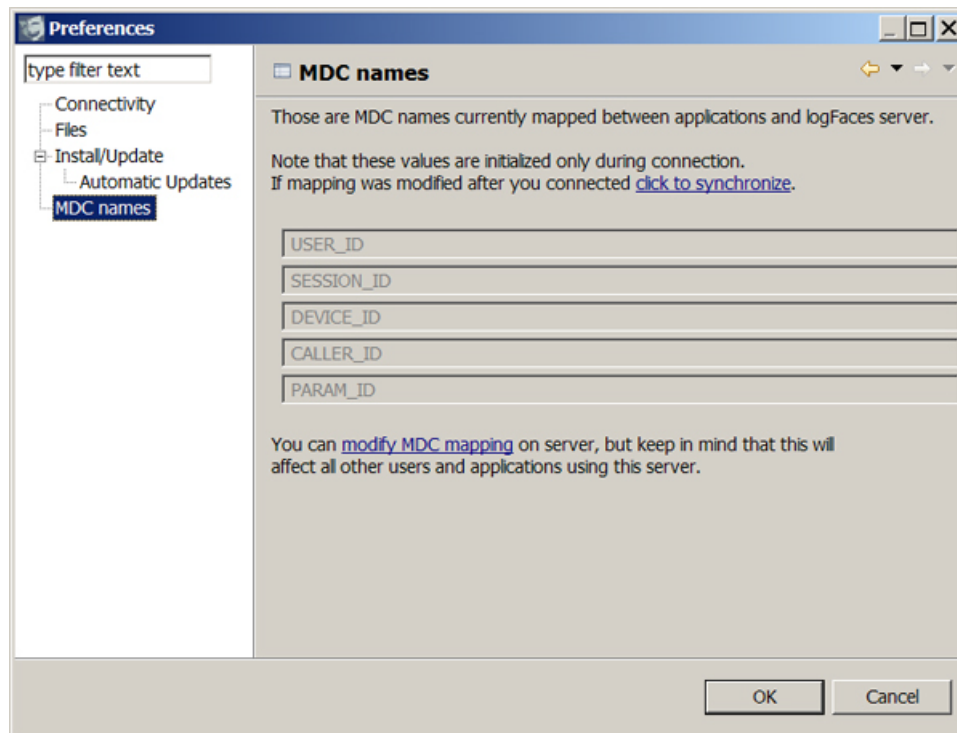 Preferences
type filter text
Connectivity
Files
Install/Update
Automatic Updates
MDC names
MDC names
Those are MDC names currently mapped between applications and logFaces server.
Note that these values are initialized only during connection.
If mapping was modified after you connected click to synchronize.
USER_ID
SESSION_ID
DEVICE_ID
CALLER_ID
PARAM_ID
You can modify MDC mapping on server, but keep in mind that this will
affect all other users and applications using this server.
OK Cancel